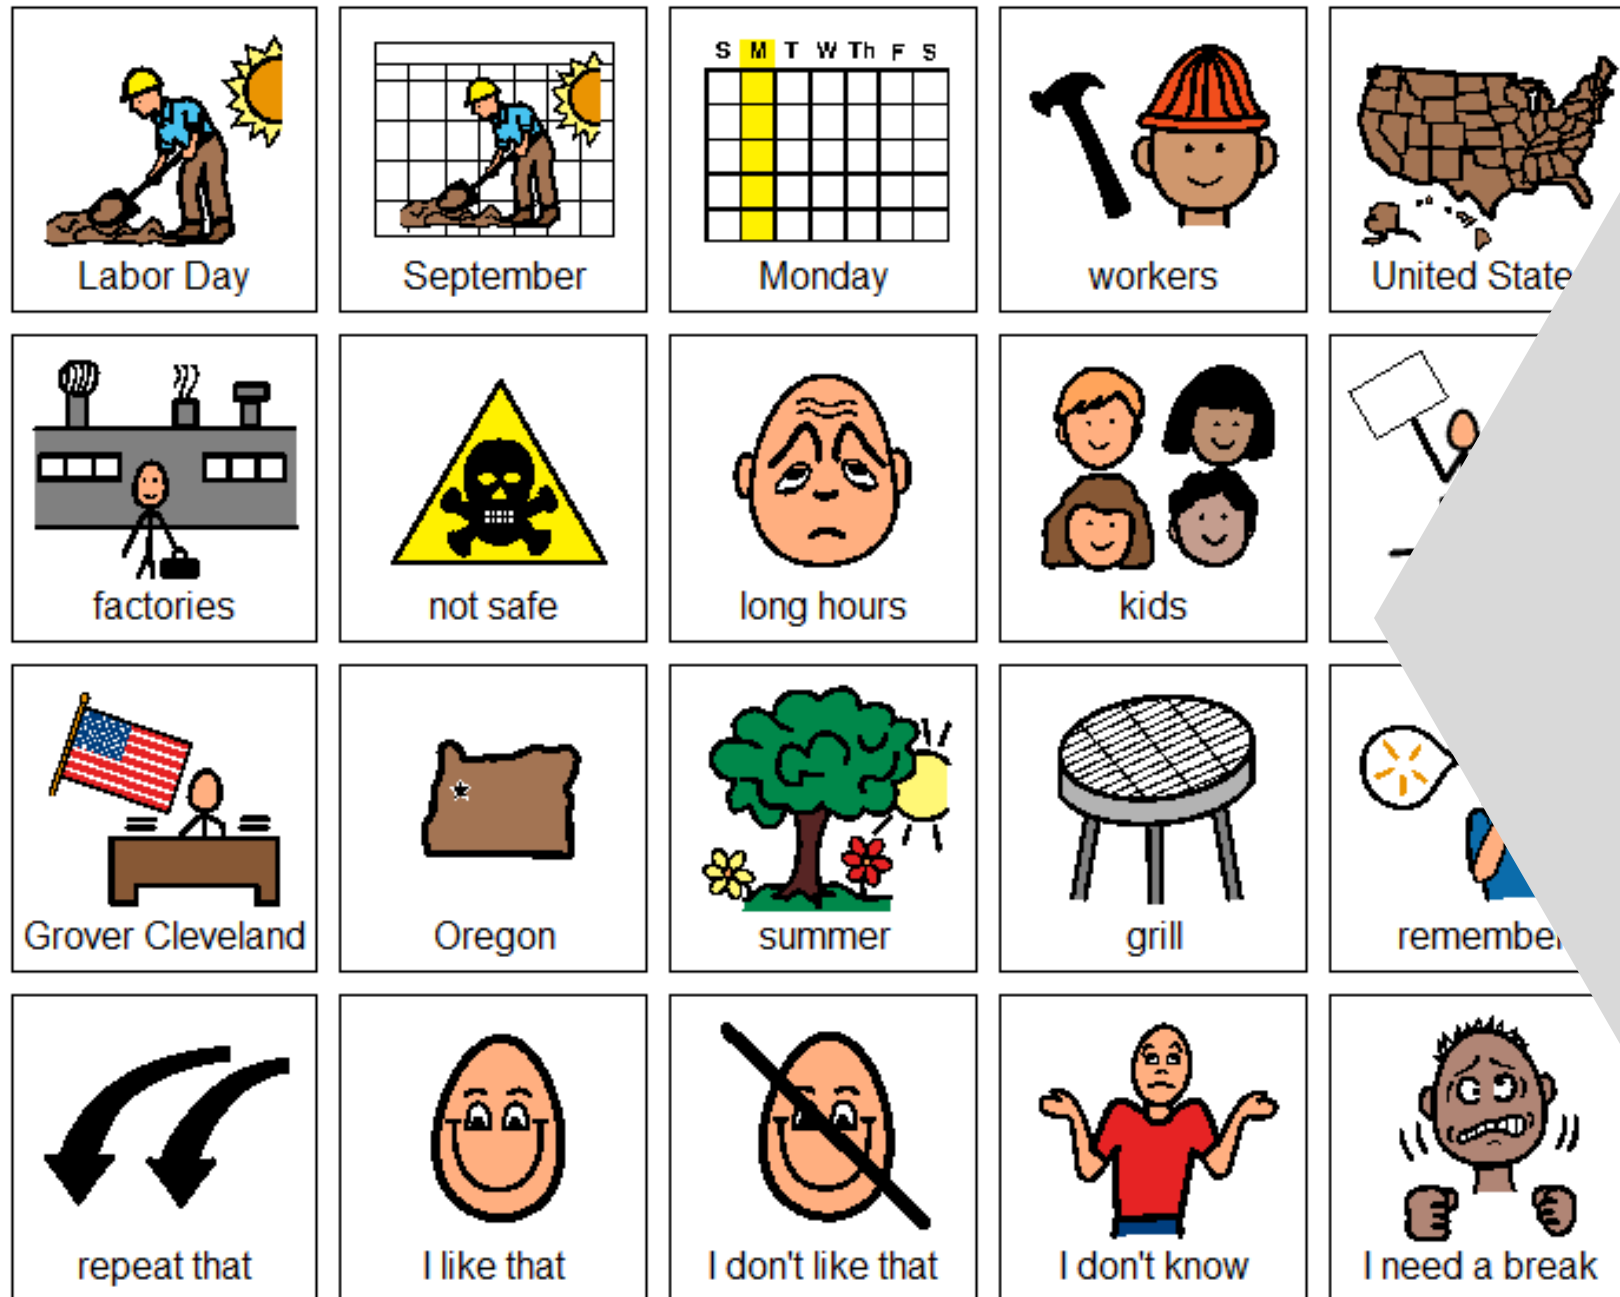 Labor Day
September
S M T W Th F S
Monday
workers
United State
factories
not safe
long hours
kids
Grover Cleveland
Oregon
summer
grill
remember
repeat that
I like that
I don't like that
I don't know
I need a break